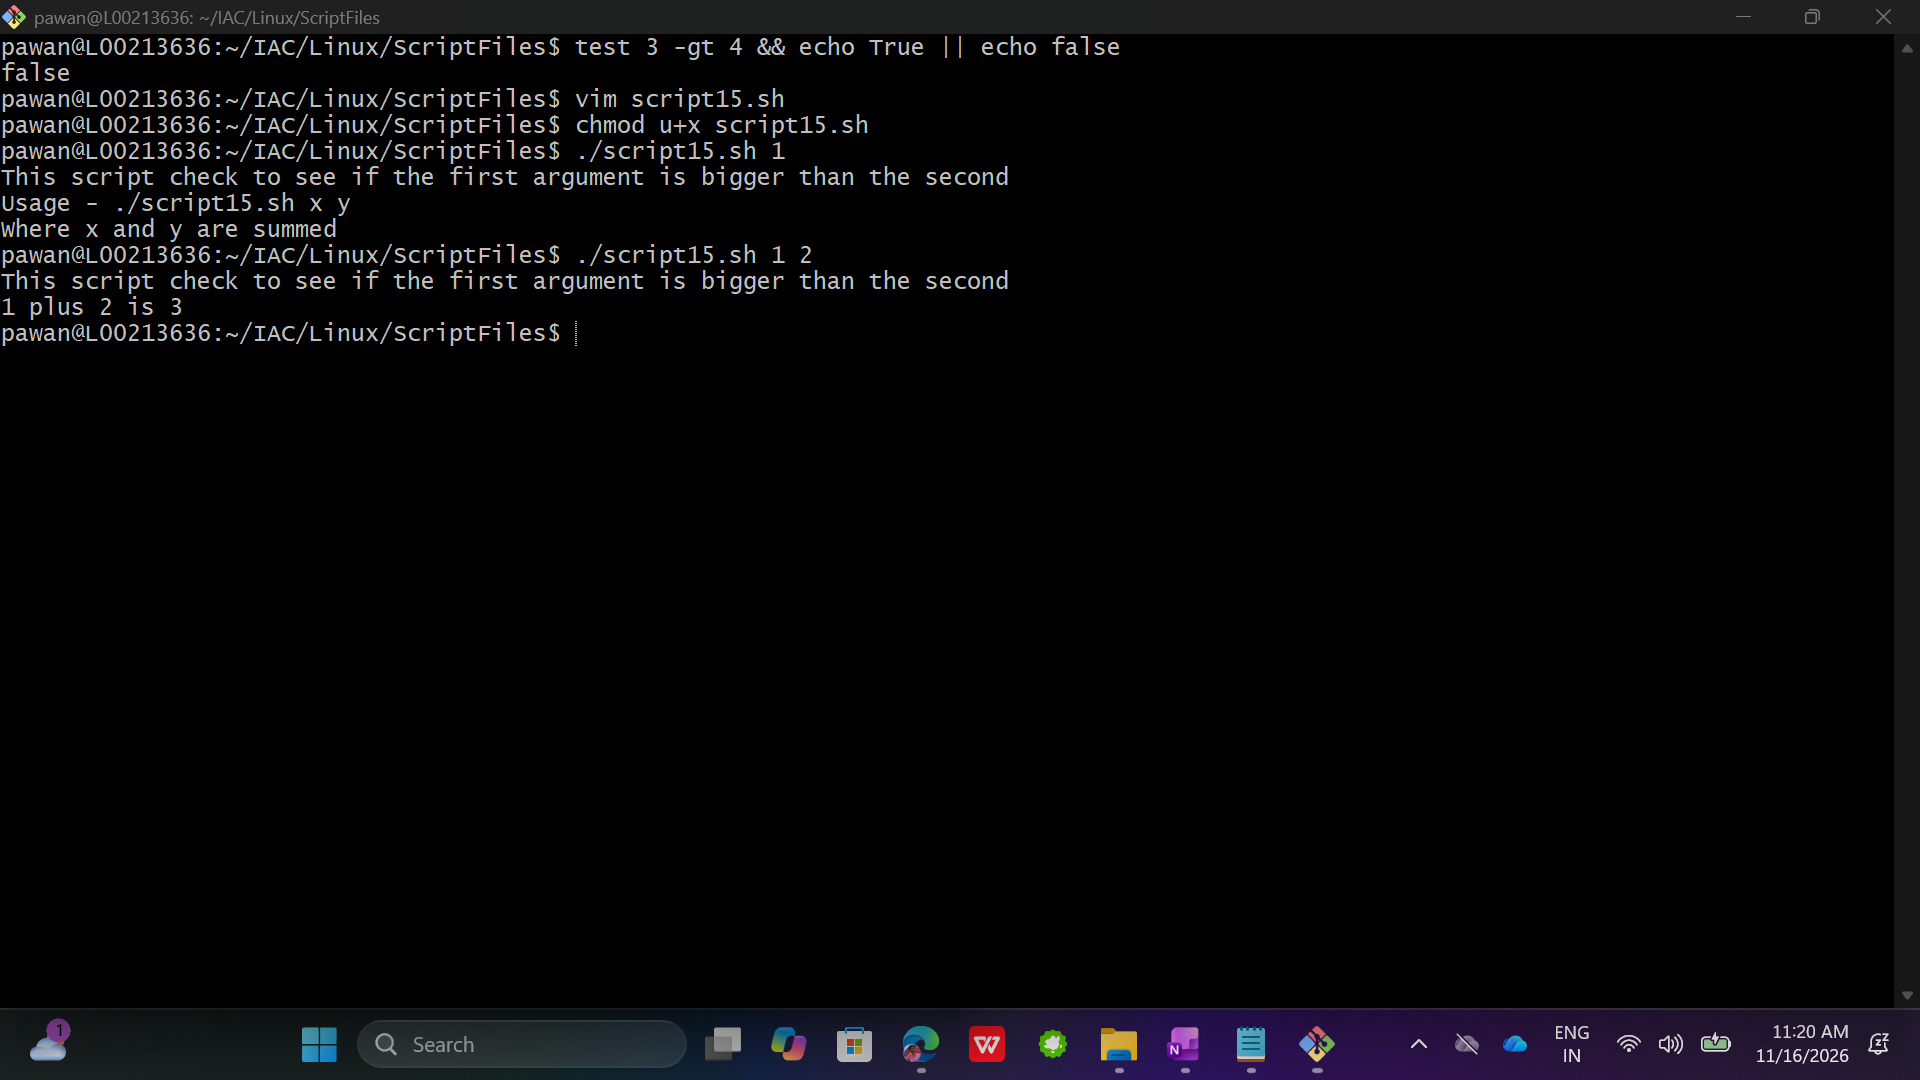 pawan@L00213636: ~/IAC/Linux/ScriptFiles
pawan@L00213636:~/IAC/Linux/ScriptFiles$ test 3 -gt 4 && echo True || echo false
false
pawan@L00213636:~/IAC/Linux/ScriptFiles$ vim script15.sh
pawan@L00213636:~/IAC/Linux/ScriptFiles$ chmod u+x script15.sh
pawan@L00213636:~/IAC/Linux/ScriptFiles$ ./script15.sh 1
This script check to see if the first argument is bigger than the second
Usage - ./script15.sh x y
Where x and y are summed
pawan@L00213636:~/IAC/Linux/ScriptFiles$ ./script15.sh 1 2
This script check to see if the first argument is bigger than the second
1 plus 2 is 3
pawan@L00213636:~/IAC/Linux/ScriptFiles$
1
Search
W
N
ENG
IN
11:20 AM
11/16/2026